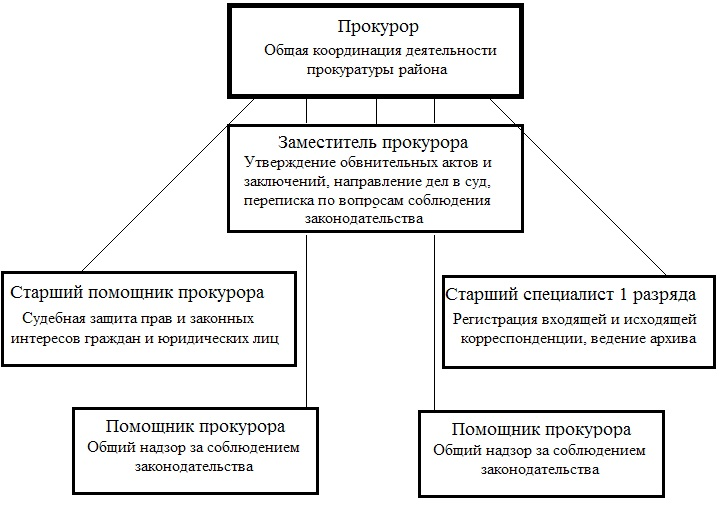 Прокурор
Общая координация деятельности
прокуратуры района
Заместитель прокурора
Утверждение обвнительных актов и
заключений, направление дел в суд,
переписка по вопросам соблюдения
законодательства
Старший помощник прокурора
Судебная защита прав и законных
интересов граждан и юридических лиц
Старший специалист 1 разряда
Регистрация входящей и исходящей
корреспонденции, ведение архива
Помощник прокурора
Общий надзор за соблюдением
законодательства
Помощник прокурора
Общий надзор за соблюдением
законодательства